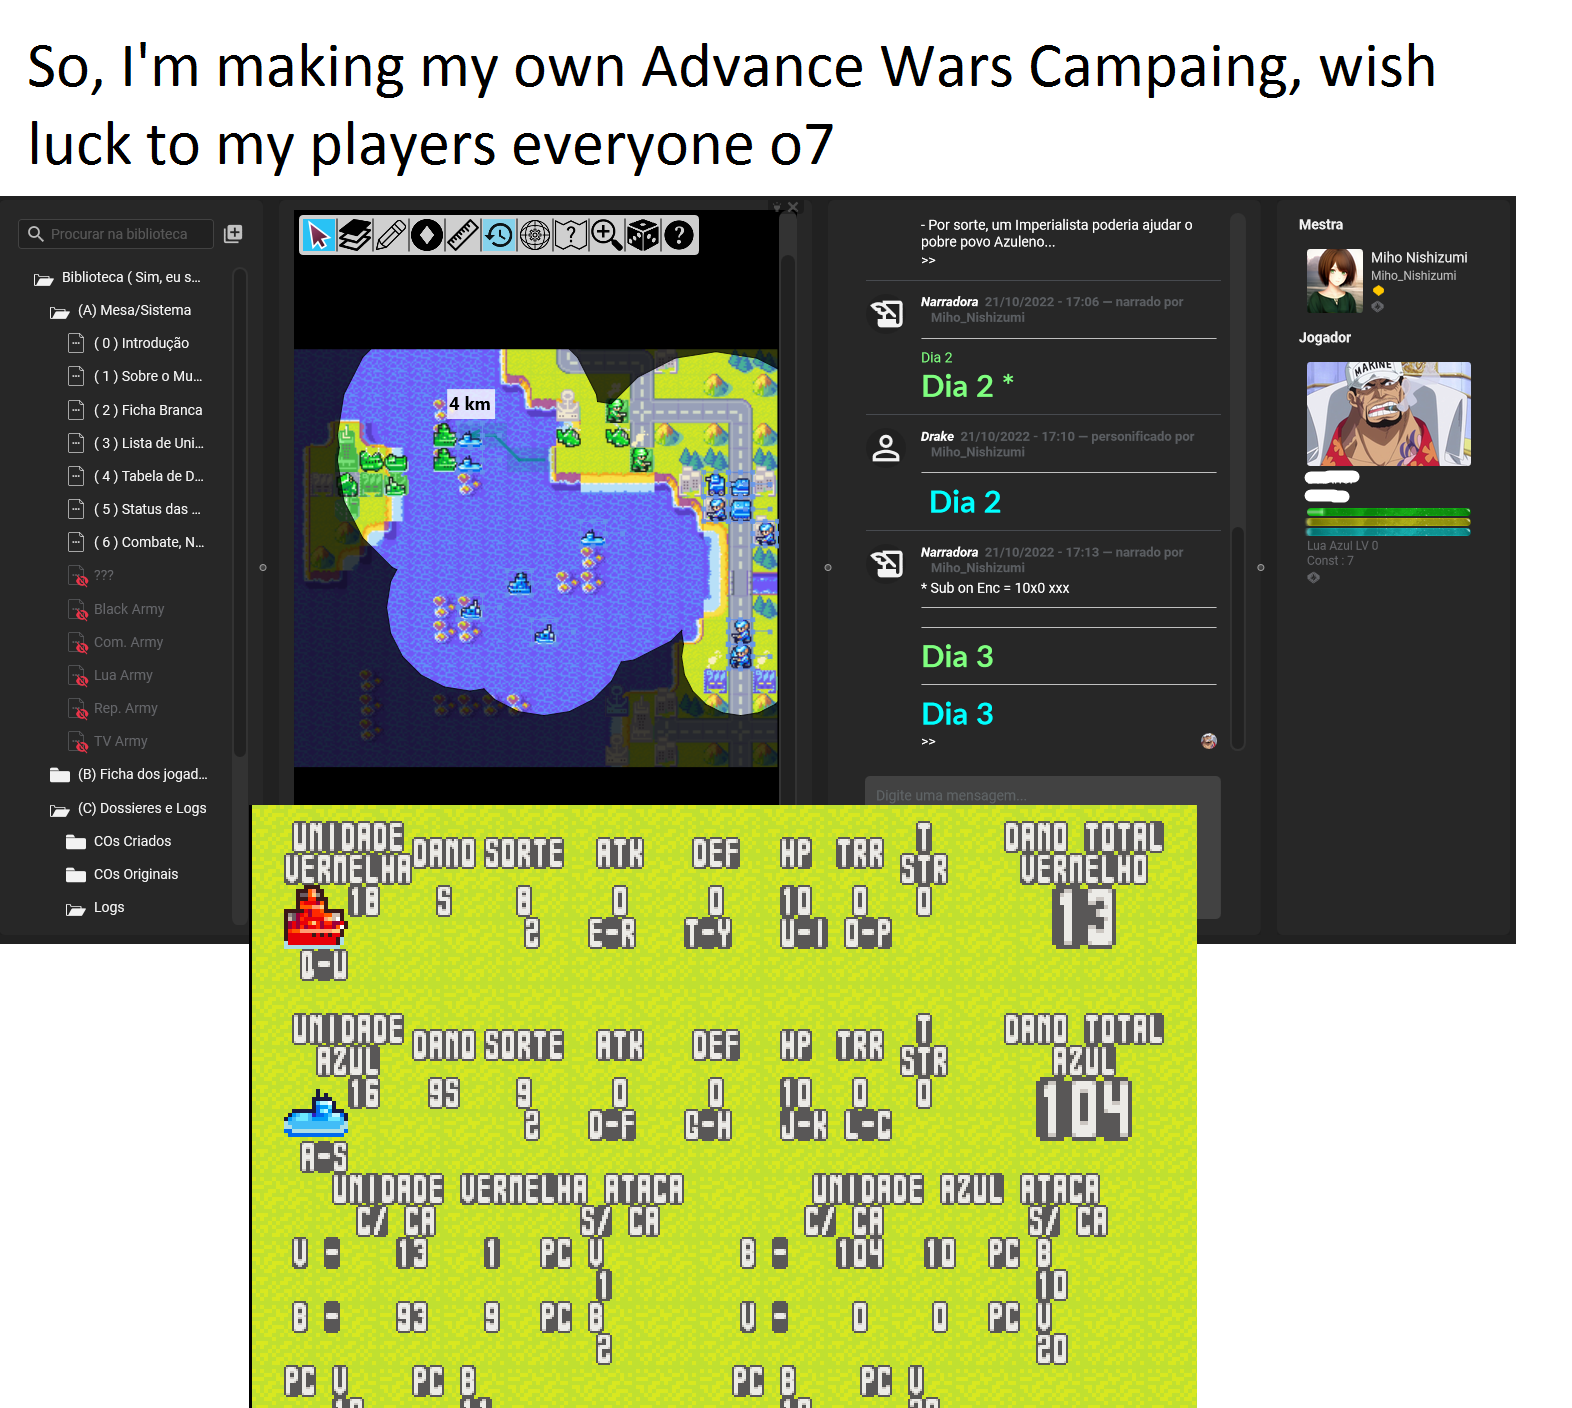 So, I'm making my own Advance Wars Campaing, wish
luck to my players everyone o7
Procurar na biblioteca
Biblioteca ( Sim, eu s...
(A) Mesa/Sistema
( 0 ) Introdução
( 1 ) Sobre o Mu...
( 2 ) Ficha Branca
( 3 ) Lista de Uni...
( 4 ) Tabela de D...
( 5 ) Status das ...
( 6 ) Combate, N...
???
Black Army
Com. Army
Lua Army
Rep. Army
TV Army
(B) Ficha dos jogad...
(C) Dossieres e Logs
COs Criados
COs Originais
Logs
4 km
- Por sorte, um Imperialista poderia ajudar o
pobre povo Azuleno...
>>
Narradora 21/10/2022 - 17:06 — narrado por
Miho_Nishizumi
Dia 2
Dia 2 *
Drake 21/10/2022 - 17:10 — personificado por
Miho_Nishizumi
Dia 2
Narradora 21/10/2022 - 17:13 — narrado por
Miho_Nishizumi
* Sub on Enc = 10x0 xxx
Dia 3
Dia 3
>>
Digite uma mensagem...
Mestra
Miho Nishizumi
Miho_Nishizumi
Jogador
MARINE
Lua Azul LV 0
Const : 7
UNIDADE
VERMELHA
DANO SORTE ATK DEF HP TRR
T
STR
DANO TOTAL
VERMELHO
18 5 8 0 0 10 0 0
13
2 E-R T-Y U-I O-P
Q-W
UNIDADE
AZUL
DANO SORTE ATK DEF HP TRR
T
STR
DANO TOTAL
AZUL
16 95 9 0 0 10 0 0
104
2 D-F G-H J-K L-C
A-S
UNIDADE VERMELHA ATACA
C/ CA S/ CA
V - 13 1 PC V
1
B - 93 9 PC B
2
PC V PC B
UNIDADE AZUL ATACA
C/ CA S/ CA
B - 104 10 PC B
10
V - 0 0 PC V
20
PC B PC V